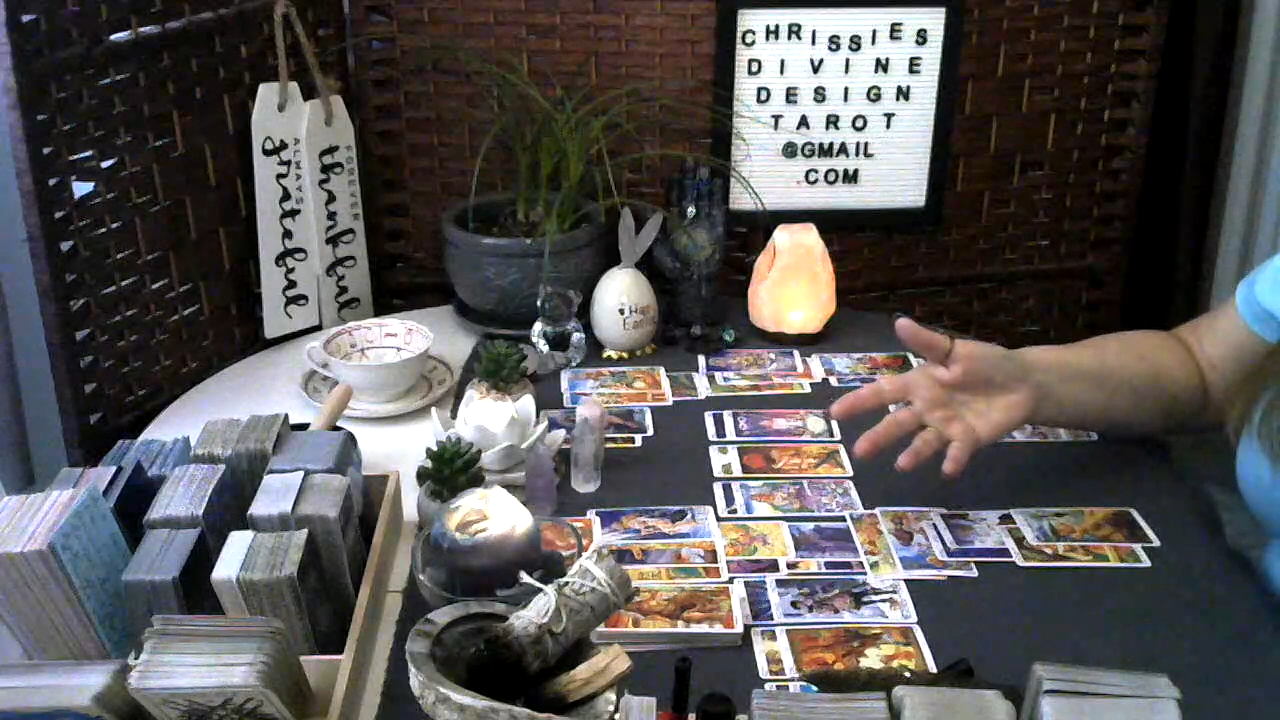 CHRISSIES
DIVINE
DESIGN
TAROT
@GMAIL
.COM
ALWAYS
grateful
FOREVER
thankful